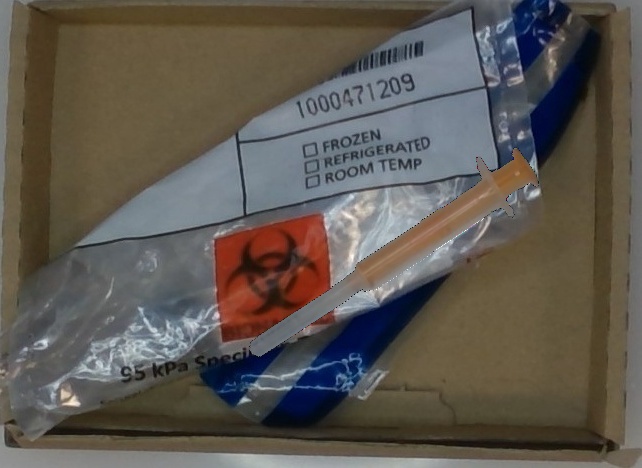 1000471209
FROZEN
REFRIGERATED
ROOM TEMP
95 kPa Speci